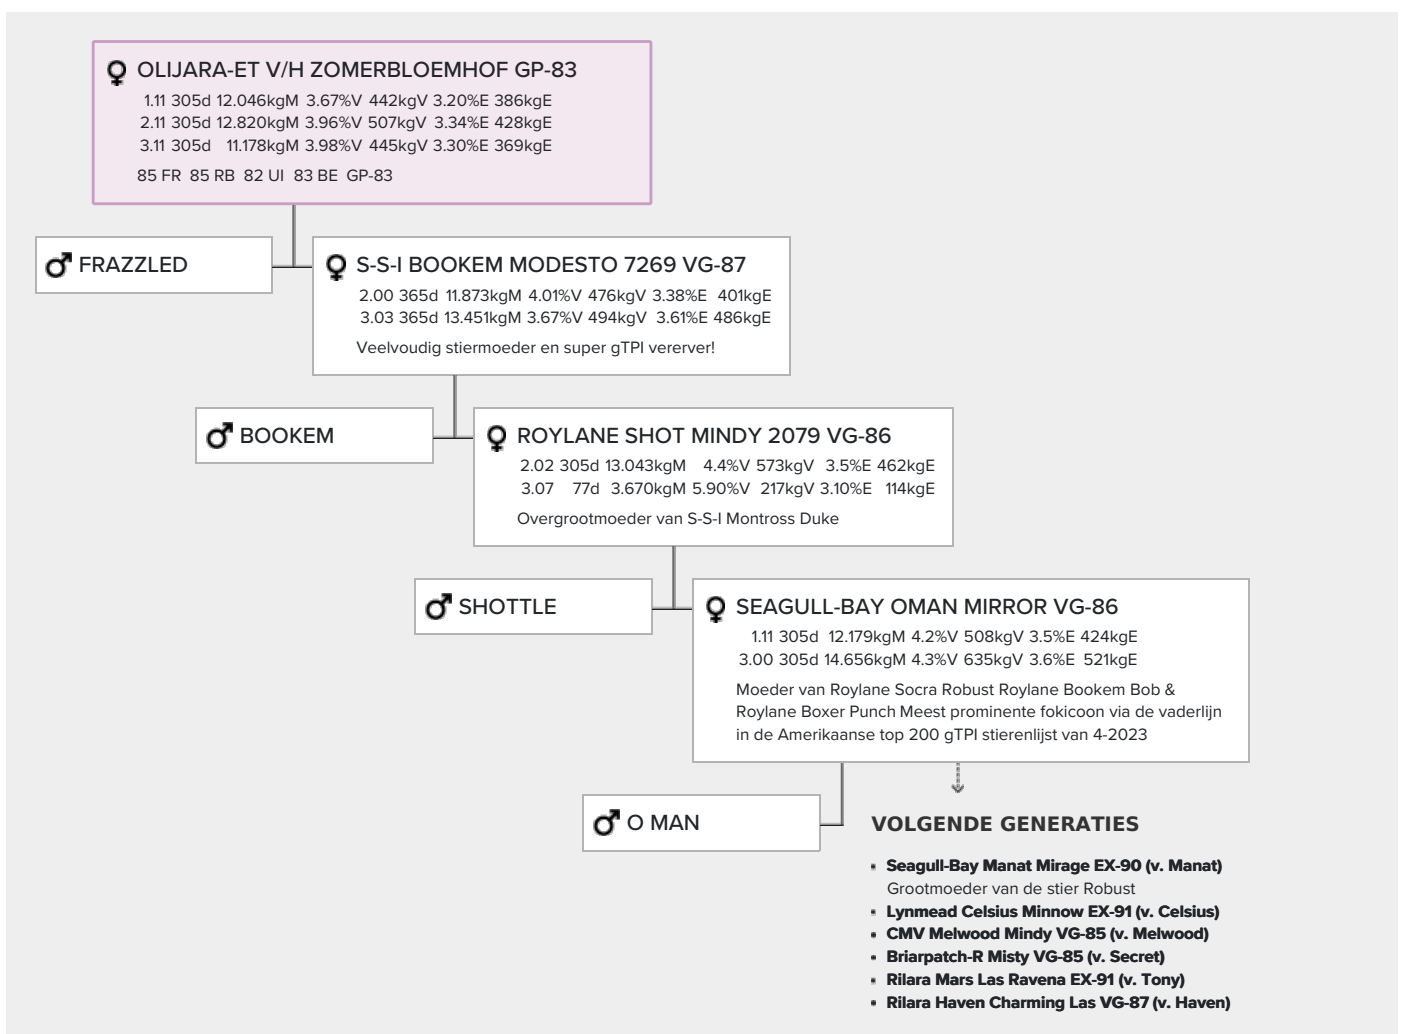 OLIJARA-ET V/H ZOMERBLOEMHOF GP-83
1.11 305d 12.046kgM 3.67%V 442kgV 3.20%E 386kgE
2.11 305d 12.820kgM 3.96%V 507kgV 3.34%E 428kgE
3.11 305d 11.178kgM 3.98%V 445kgV 3.30%E 369kgE
85 FR 85 RB 82 UI 83 BE GP-83
FRAZZLED
S-S-I BOOKEM MODESTO 7269 VG-87
2.00 365d 11.873kgM 4.01%V 476kgV 3.38%E 401kgE
3.03 365d 13.451kgM 3.67%V 494kgV 3.61%E 486kgE
Veelvoudig stiermoeder en super gTPI vererver!
BOOKEM
ROYLANE SHOT MINDY 2079 VG-86
2.02 305d 13.043kgM 4.4%V 573kgV 3.5%E 462kgE
3.07 77d 3.670kgM 5.90%V 217kgV 3.10%E 114kgE
Overgrootmoeder van S-S-I Montross Duke
SHOTTLE
SEAGULL-BAY OMAN MIRROR VG-86
1.11 305d 12.179kgM 4.2%V 508kgV 3.5%E 424kgE
3.00 305d 14.656kgM 4.3%V 635kgV 3.6%E 521kgE
Moeder van Roylane Socra Robust Roylane Bookem Bob &
Roylane Boxer Punch Meest prominente fokicoon via de vaderlijn
in de Amerikaanse top 200 gTPI stierenlijst van 4-2023
O MAN
VOLGENDE GENERATIES
▪ Seagull-Bay Manat Mirage EX-90 (v. Manat)
Grootmoeder van de stier Robust
▪ Lynmead Celsius Minnow EX-91 (v. Celsius)
▪ CMV Melwood Mindy VG-85 (v. Melwood)
▪ Briarpatch-R Misty VG-85 (v. Secret)
▪ Rilara Mars Las Ravena EX-91 (v. Tony)
▪ Rilara Haven Charming Las VG-87 (v. Haven)